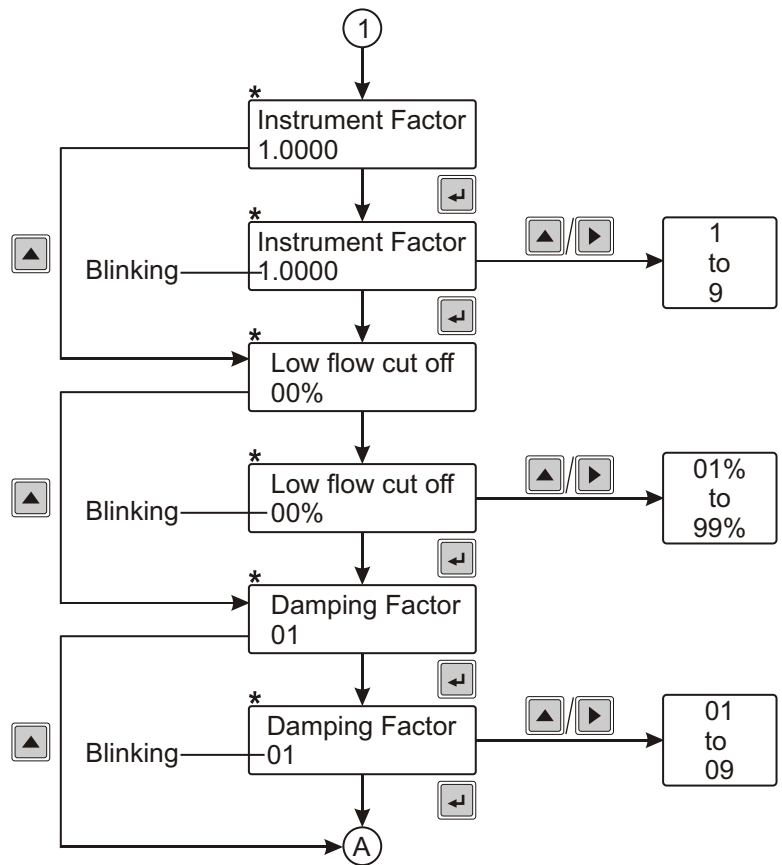 1
*
Instrument Factor
1.0000
*
Instrument Factor
Blinking
1.0000
/
1
to
9
*
Low flow cut off
00%
*
Low flow cut off
Blinking
00%
/
01%
to
99%
*
Damping Factor
01
*
Damping Factor
Blinking
01
/
01
to
09
A